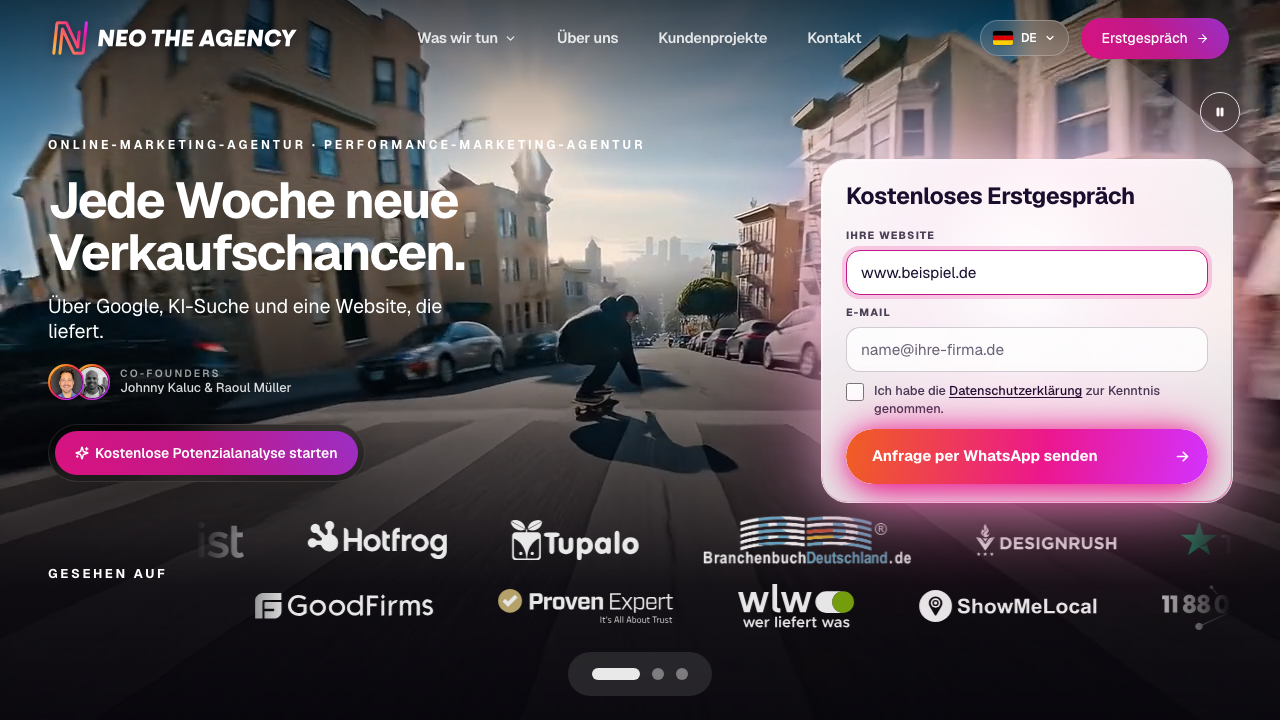 NEO THE AGENCY
Was wir tun
Über uns
Kundenprojekte
Kontakt
DE
Erstgespräch
ONLINE-MARKETING-AGENTUR · PERFORMANCE-MARKETING-AGENTUR
Jede Woche neue
Verkaufschancen.
Über Google, KI-Suche und eine Website, die
liefert.
CO-FOUNDERS
Johnny Kaluc & Raoul Müller
Kostenlose Potenzialanalyse starten
Kostenloses Erstgespräch
IHRE WEBSITE
www.beispiel.de
E-MAIL
name@ihre-firma.de
Ich habe die Datenschutzerklärung zur Kenntnis
genommen.
Anfrage per WhatsApp senden
GESEHEN AUF
ist
Hotfrog
Tupalo
BranchenbuchDeutschland.de
®
DESIGNRUSH
GoodFirms
Proven Expert
It's All About Trust
wlw
wer liefert was
ShowMeLocal
11 88 0